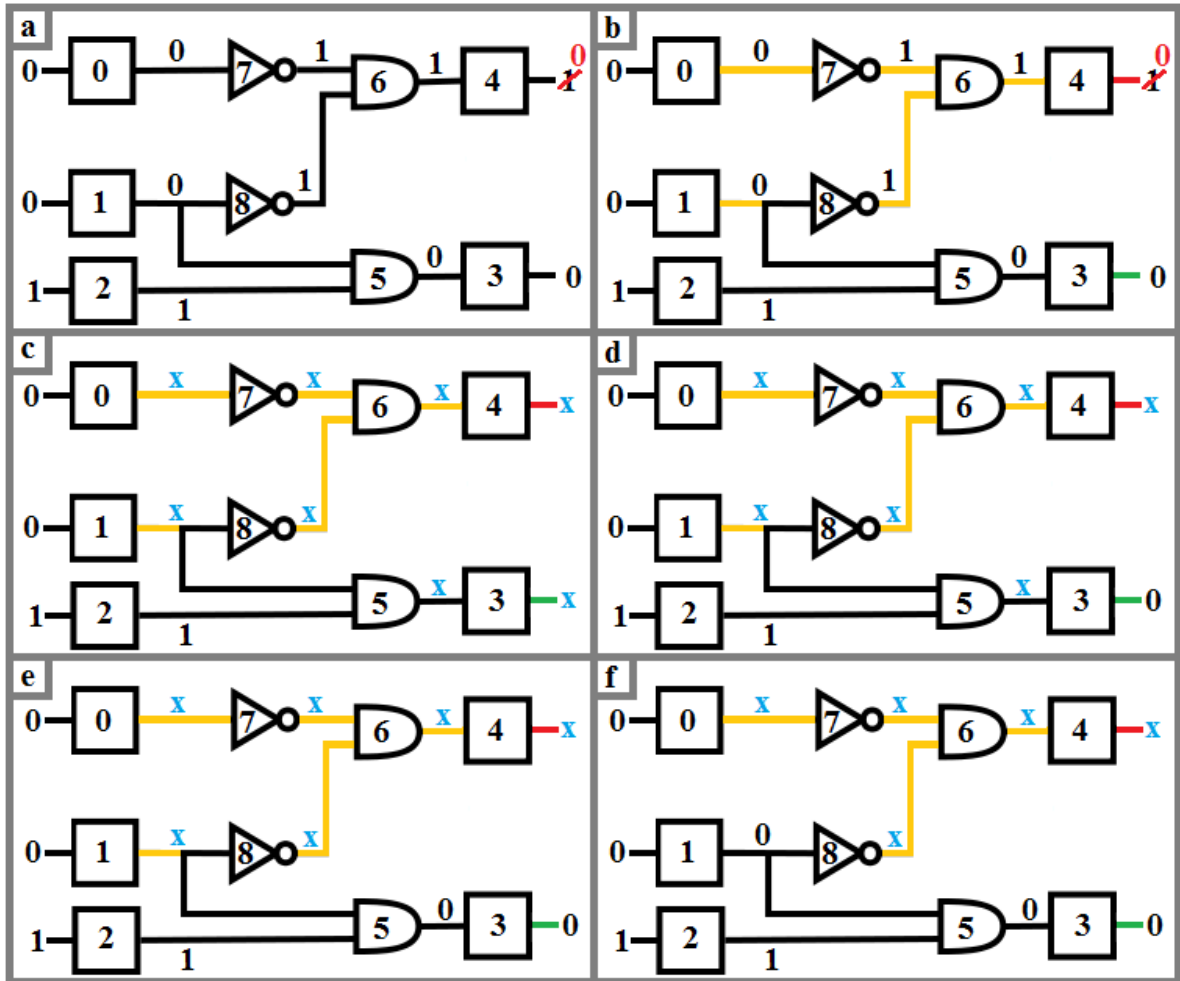 a
0 1 1 0
0 0 7 6 4 1
0 1
0 1 8
0
1 2 5 3 0
1
b
0 1 1 0
0 0 7 6 4 1
0 1
0 1 8
0
1 2 5 3 0
1
c
x x x
0 0 7 6 4 x
x x
0 1 8
x
1 2 5 3 x
1
d
x x x
0 0 7 6 4 x
x x
0 1 8
x
1 2 5 3 0
1
e
x x x
0 0 7 6 4 x
x x
0 1 8
0
1 2 5 3 0
1
f
x x x
0 0 7 6 4 x
0 x
0 1 8
0
1 2 5 3 0
1